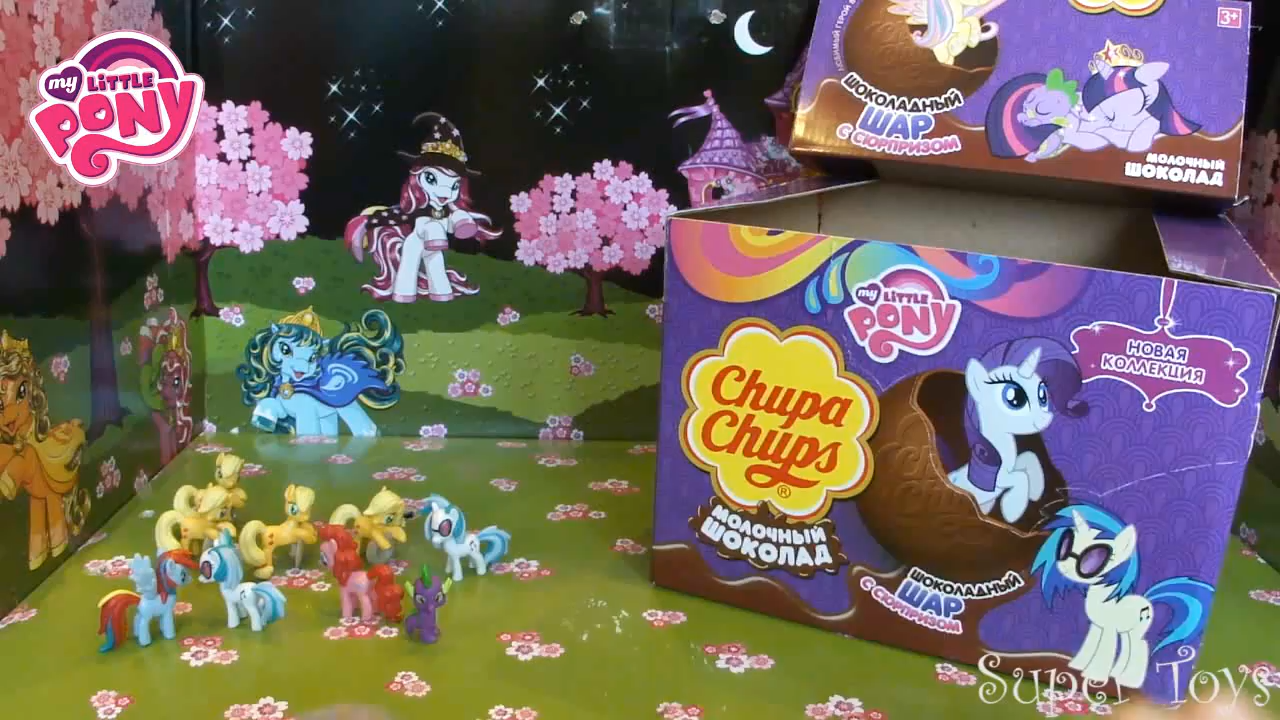 my LiTTLE
PONY
3+
ШОКОЛАДНЫЙ
ШАР
С СЮРПРИЗОМ
МОЛОЧНЫЙ
ШОКОЛАД
my LiTTLE
PONY
НОВАЯ
КОЛЛЕКЦИЯ
Chupa
Chups
®
МОЛОЧНЫЙ
ШОКОЛАД
ШОКОЛАДНЫЙ
ШАР
С СЮРПРИЗОМ
Super Toys